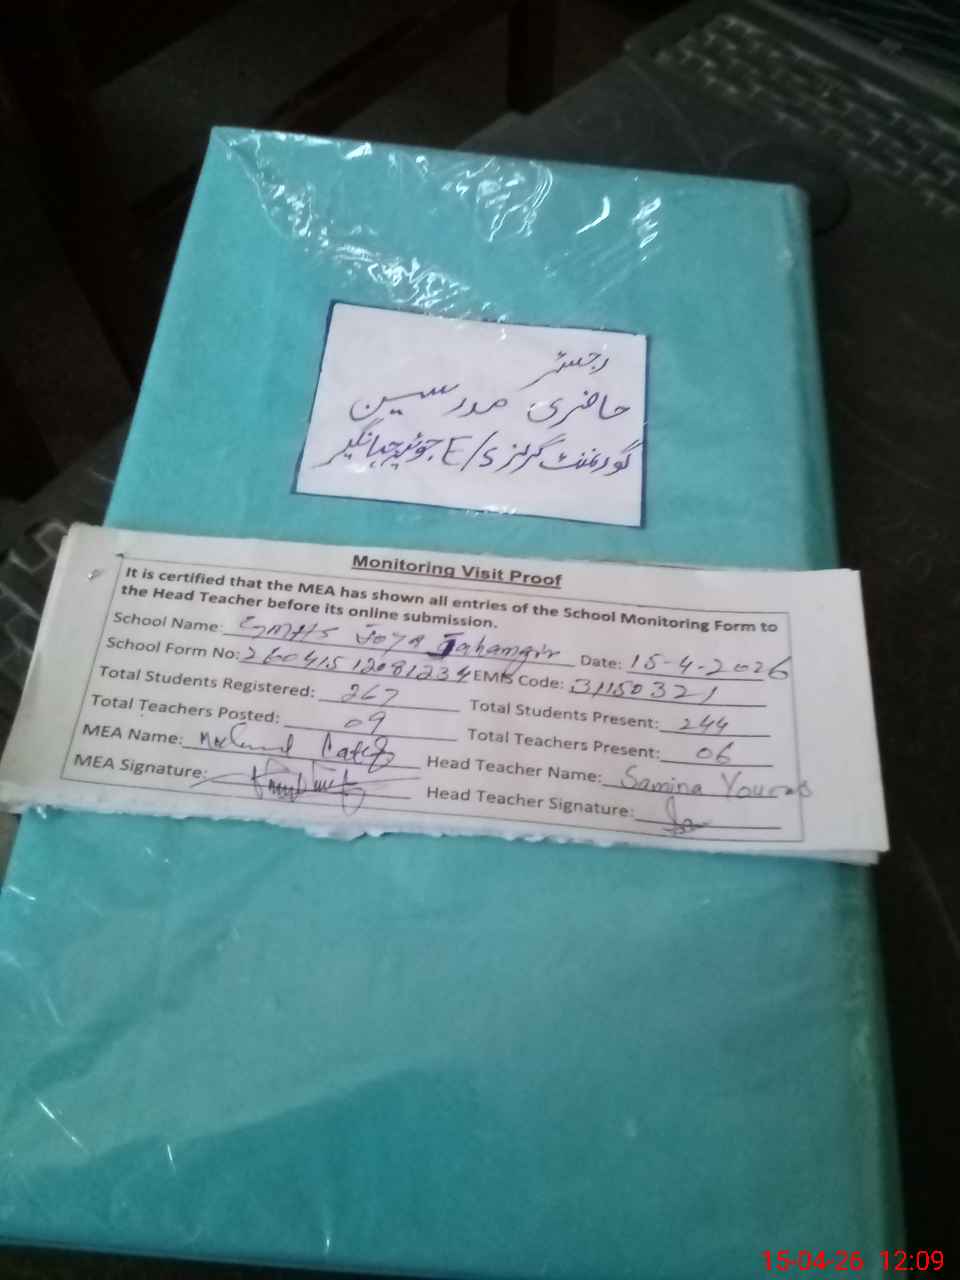 رجسٹر
حاضری مدرسین
گورنمنٹ گرلز E/S جوئیہ جہانگیر
Monitoring Visit Proof
It is certified that the MEA has shown all entries of the School Monitoring Form to
the Head Teacher before its online submission.
School Name: Joya Jahangir Date: 15-4-2026
School Form No: 26041512081234 EMIS Code: 31150321
Total Students Registered: 267 Total Students Present: 244
Total Teachers Posted: 09 Total Teachers Present: 06
MEA Name: Head Teacher Name: Samina
MEA Signature: Head Teacher Signature:
15-04-26 12:09